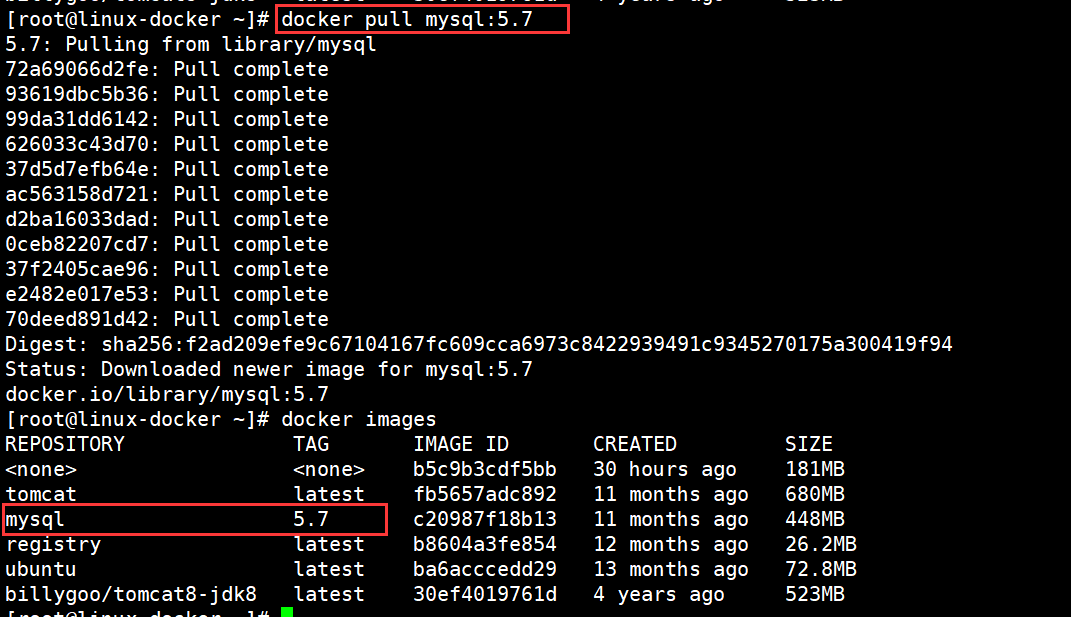 [root@linux-docker ~]# docker pull mysql:5.7
5.7: Pulling from library/mysql
72a69066d2fe: Pull complete
93619dbc5b36: Pull complete
99da31dd6142: Pull complete
626033c43d70: Pull complete
37d5d7efb64e: Pull complete
ac563158d721: Pull complete
d2ba16033dad: Pull complete
0ceb82207cd7: Pull complete
37f2405cae96: Pull complete
e2482e017e53: Pull complete
70deed891d42: Pull complete
Digest: sha256:f2ad209efe9c67104167fc609cca6973c8422939491c9345270175a300419f94
Status: Downloaded newer image for mysql:5.7
docker.io/library/mysql:5.7
[root@linux-docker ~]# docker images
REPOSITORY TAG IMAGE ID CREATED SIZE
<none> <none> b5c9b3cdf5bb 30 hours ago 181MB
tomcat latest fb5657adc892 11 months ago 680MB
mysql 5.7 c20987f18b13 11 months ago 448MB
registry latest b8604a3fe854 12 months ago 26.2MB
ubuntu latest ba6acccedd29 13 months ago 72.8MB
billygoo/tomcat8-jdk8 latest 30ef4019761d 4 years ago 523MB
[root@linux-docker ~]#